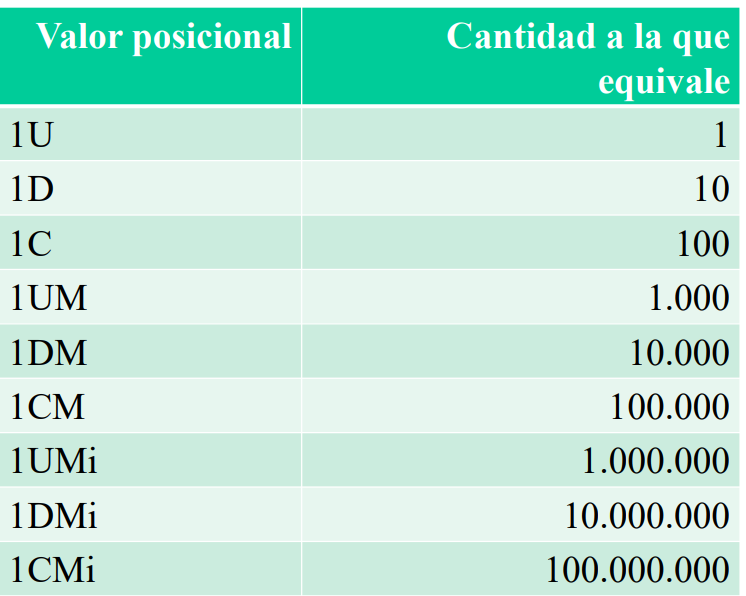 Valor posicional Cantidad a la que
equivale
1U 1
1D 10
1C 100
1UM 1.000
1DM 10.000
1CM 100.000
1UMi 1.000.000
1DMi 10.000.000
1CMi 100.000.000